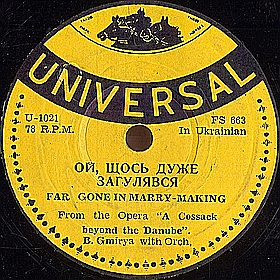 UNIVERSAL
U-1021 FS 663
78 R.P.M. In Ukrainian
ОЙ, ЩОСЬ ДУЖЕ
ЗАГУЛЯВСЯ
FAR GONE IN MARRY-MAKING
From the Opera "A Cossack
beyond the Danube".
B. Gmirya with Orch.